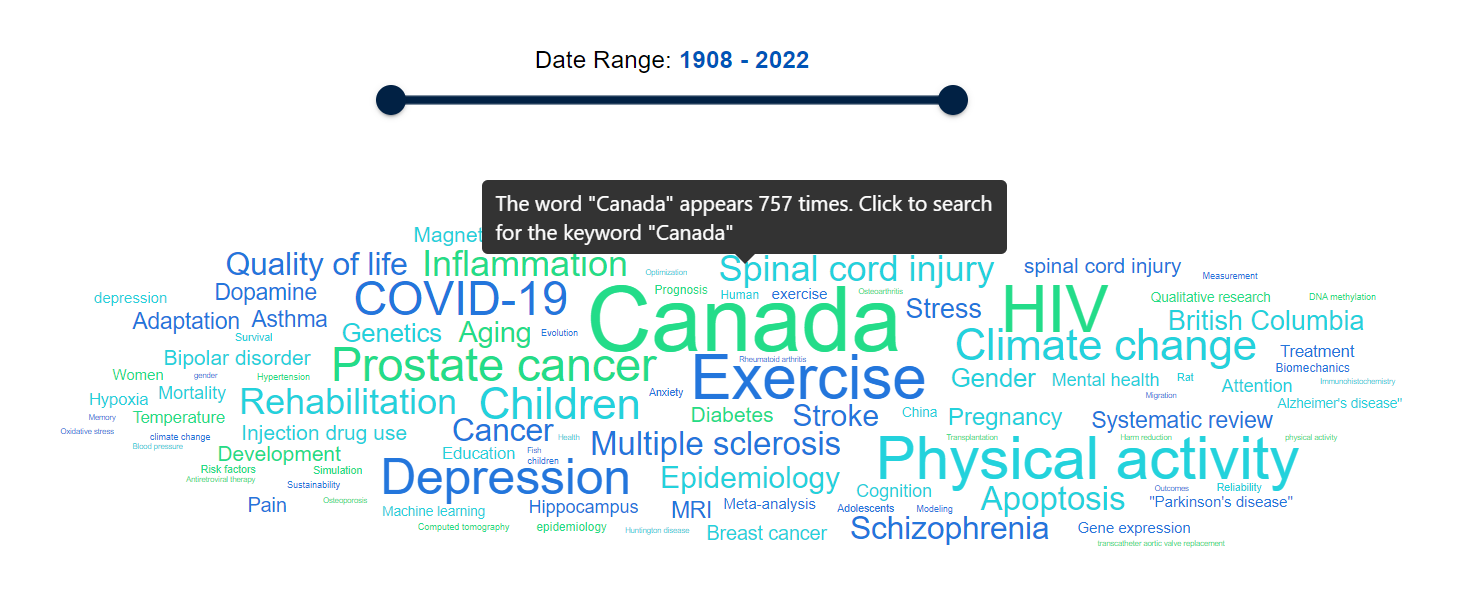 Date Range: 1908 - 2022
The word "Canada" appears 757 times. Click to search
for the keyword "Canada"
Magnet
Quality of life Inflammation Optimization Spinal cord injury spinal cord injury Measurement
depression Dopamine COVID-19 Prognosis Human exercise Osteoarthritis Qualitative research DNA methylation
Adaptation Asthma Canada Stress HIV British Columbia
Survival Genetics Aging Evolution Climate change
Bipolar disorder Prostate cancer Rheumatoid arthritis Treatment
Women gender Hypertension Exercise Gender Mental health Rat Biomechanics
Hypoxia Mortality Rehabilitation Children Anxiety Migration Attention Immunohistochemistry
Memory Temperature Diabetes Stroke China Pregnancy Systematic review Alzheimer's disease"
Oxidative stress climate change Injection drug use Cancer Health Transplantation Harm reduction physical activity
Blood pressure Development Education Fish Multiple sclerosis Physical activity
children
Risk factors Simulation Depression Epidemiology
Antiretroviral therapy Sustainability Cognition Outcomes Reliability
Pain Osteoporosis Hippocampus MRI Meta-analysis Adolescents Modeling Apoptosis "Parkinson's disease"
Machine learning
Computed tomography epidemiology Huntington disease Breast cancer Schizophrenia Gene expression
transcatheter aortic valve replacement